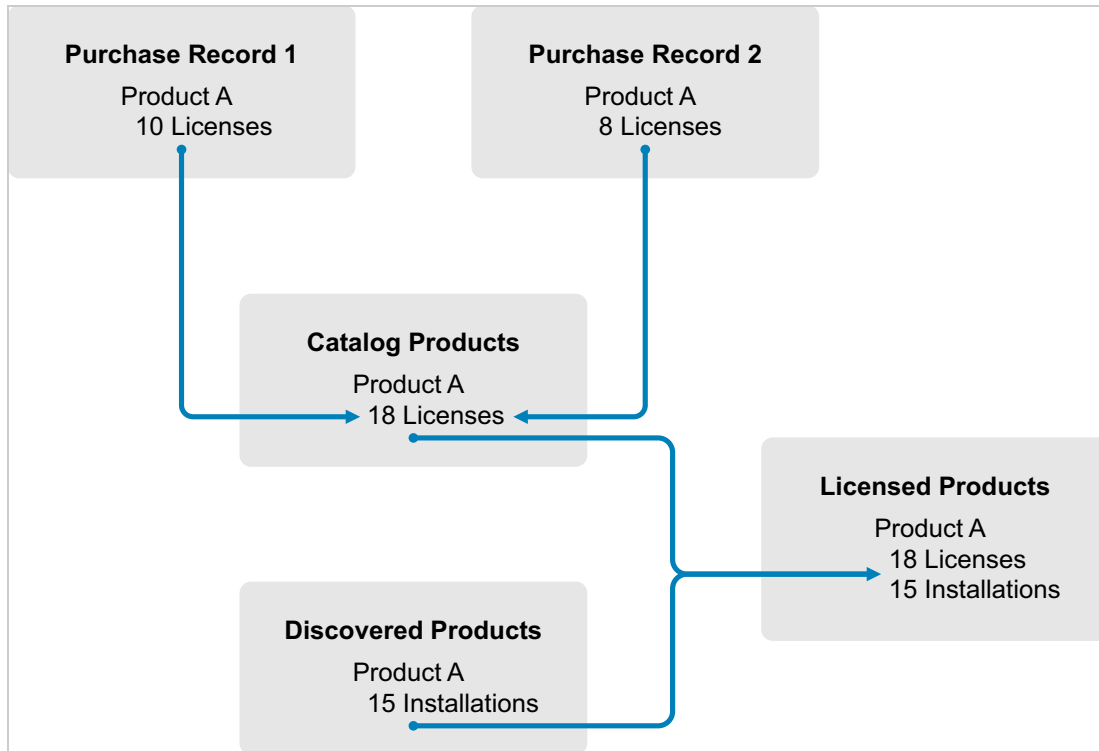 Purchase Record 1
Product A
10 Licenses
Purchase Record 2
Product A
8 Licenses
Catalog Products
Product A
18 Licenses
Licensed Products
Product A
18 Licenses
15 Installations
Discovered Products
Product A
15 Installations